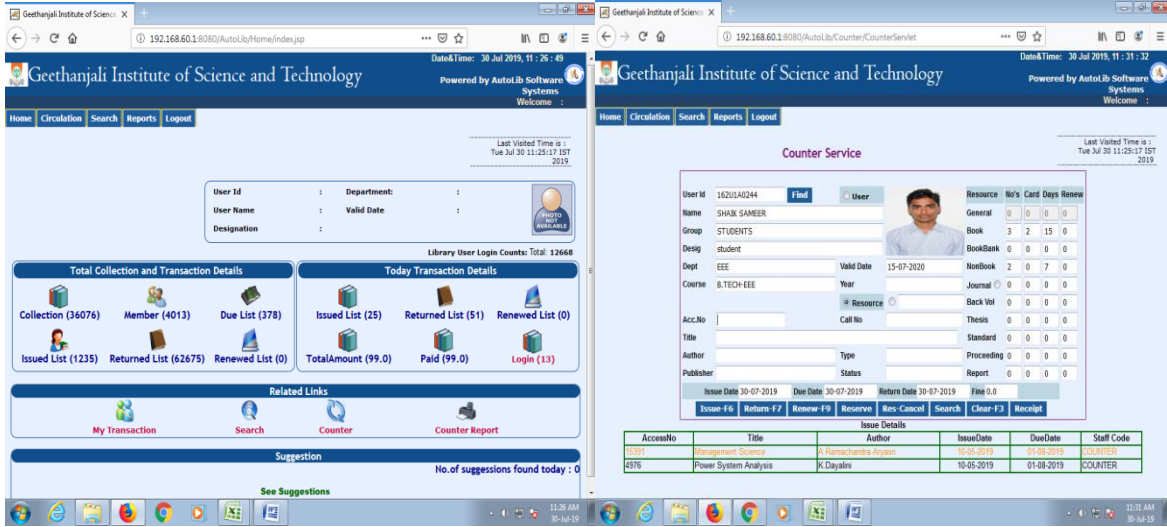 Geethanjali Institute of Science
192.168.60.1:8080/AutoLib/Home/index.jsp
Date&Time: 30 Jul 2019, 11 : 26 : 49
Geethanjali Institute of Science and Technology
Powered by AutoLib Software Systems
Welcome :
Home Circulation Search Reports Logout
Last Visited Time is :
Tue Jul 30 11:25:17 IST
2019
User Id : Department: :
User Name : Valid Date :
Designation :
PHOTO
NOT
AVAILABLE
Library User Login Counts: Total: 12668
Total Collection and Transaction Details
Collection (36076) Member (4013) Due List (378)
Issued List (1235) Returned List (62675) Renewed List (0)
Today Transaction Details
Issued List (25) Returned List (51) Renewed List (0)
TotalAmount (99.0) Paid (99.0) Login (13)
Related Links
My Transaction Search Counter Counter Report
Suggestion
No.of suggessions found today : 0
See Suggestions
11:26 AM
30-Jul-19
Geethanjali Institute of Science
192.168.60.1:8080/AutoLib/Counter/CounterServlet
Date&Time: 30 Jul 2019, 11 : 31 : 32
Geethanjali Institute of Science and Technology
Powered by AutoLib Software
Systems
Welcome :
Home Circulation Search Reports Logout
Last Visited Time is :
Tue Jul 30 11:25:17 IST
2019
Counter Service
User Id 162U1A0244 Find User Resource No's Card Days Renew
Name SHAIK SAMEER General 0 0 0 0
Group STUDENTS Book 3 2 15 0
Desig student BookBank 0 0 0 0
Dept EEE Valid Date 15-07-2020 NonBook 2 0 7 0
Course B.TECH-EEE Year Journal 0 0 0 0
Resource Back Vol 0 0 0 0
Acc.No Call No Thesis 0 0 0 0
Title Standard 0 0 0 0
Author Type Proceeding 0 0 0 0
Publisher Status Report 0 0 0 0
Issue Date 30-07-2019 Due Date 30-07-2019 Return Date 30-07-2019 Fine 0.0
Issue-F6 Return-F7 Renew-F9 Reserve Res-Cancel Search Clear-F3 Receipt
Issue Details
AccessNo Title Author IssueDate DueDate Staff Code
15391 Management Science A.Ramachandra Aryasri 10-05-2019 01-08-2019 COUNTER
4976 Power System Analysis K.Dayalini 10-05-2019 01-08-2019 COUNTER
11:31 AM
30-Jul-19